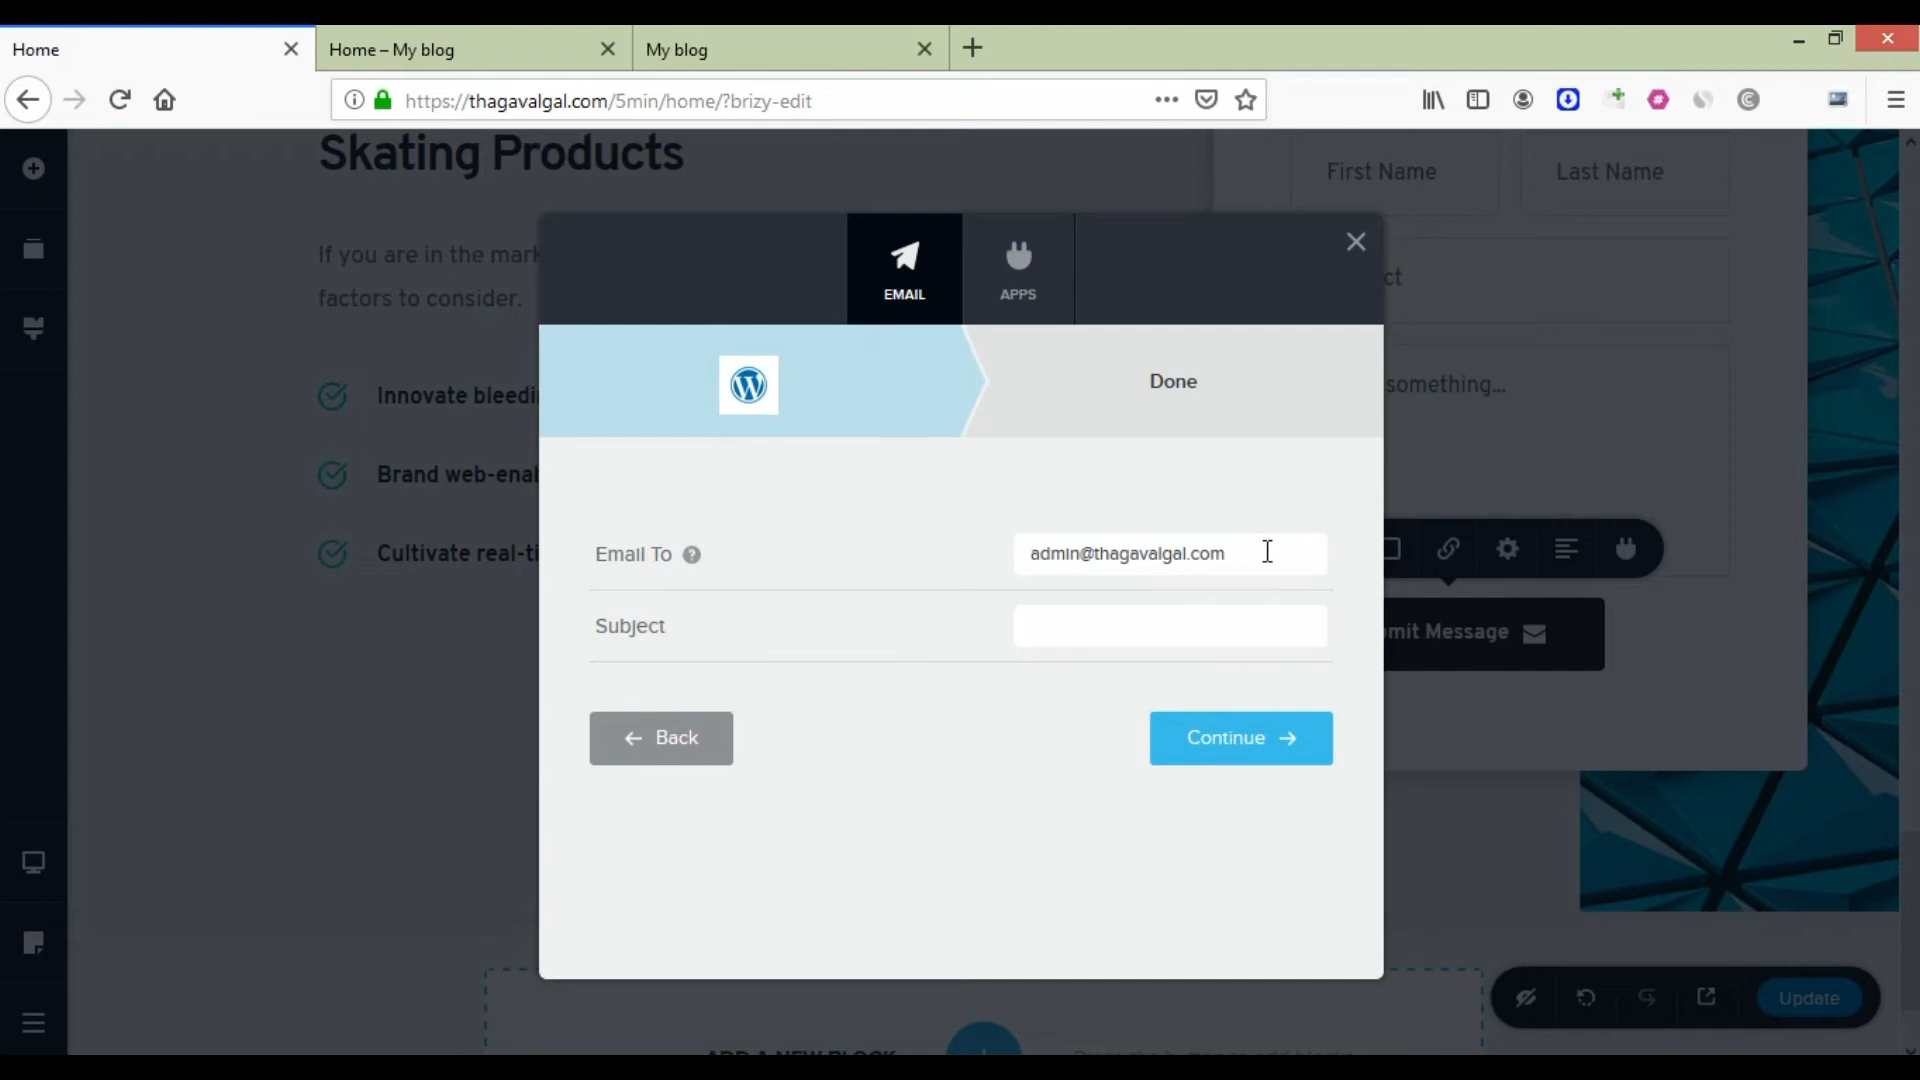 Home
Home – My blog
My blog
https://thagavalgal.com/5min/home/?brizy-edit
Skating Products
First Name
Last Name
If you are in the mark
factors to consider.
EMAIL
APPS
ct
Innovate bleedi
Done
something...
Brand web-enab
Cultivate real-ti
Email To
admin@thagavalgal.com
Subject
mit Message
Back
Continue
Update
ADD A NEW BLOCK